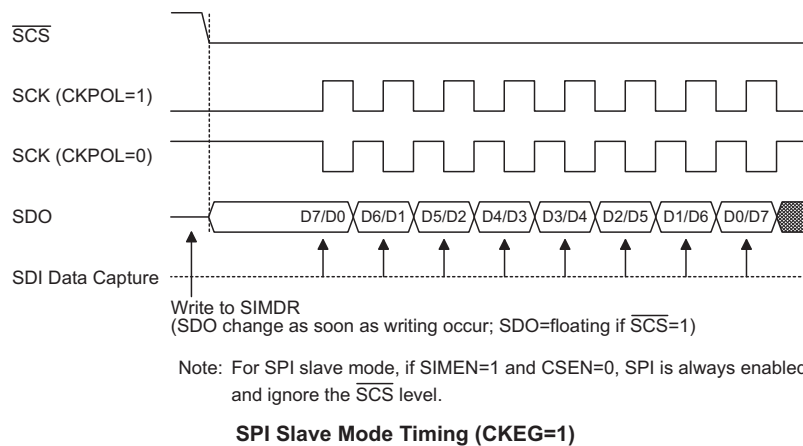 SCS
SCK (CKPOL=1)
SCK (CKPOL=0)
SDO D7/D0 D6/D1 D5/D2 D4/D3 D3/D4 D2/D5 D1/D6 D0/D7
SDI Data Capture
Write to SIMDR
(SDO change as soon as writing occur; SDO=floating if SCS=1)
Note: For SPI slave mode, if SIMEN=1 and CSEN=0, SPI is always enabled
and ignore the SCS level.
SPI Slave Mode Timing (CKEG=1)